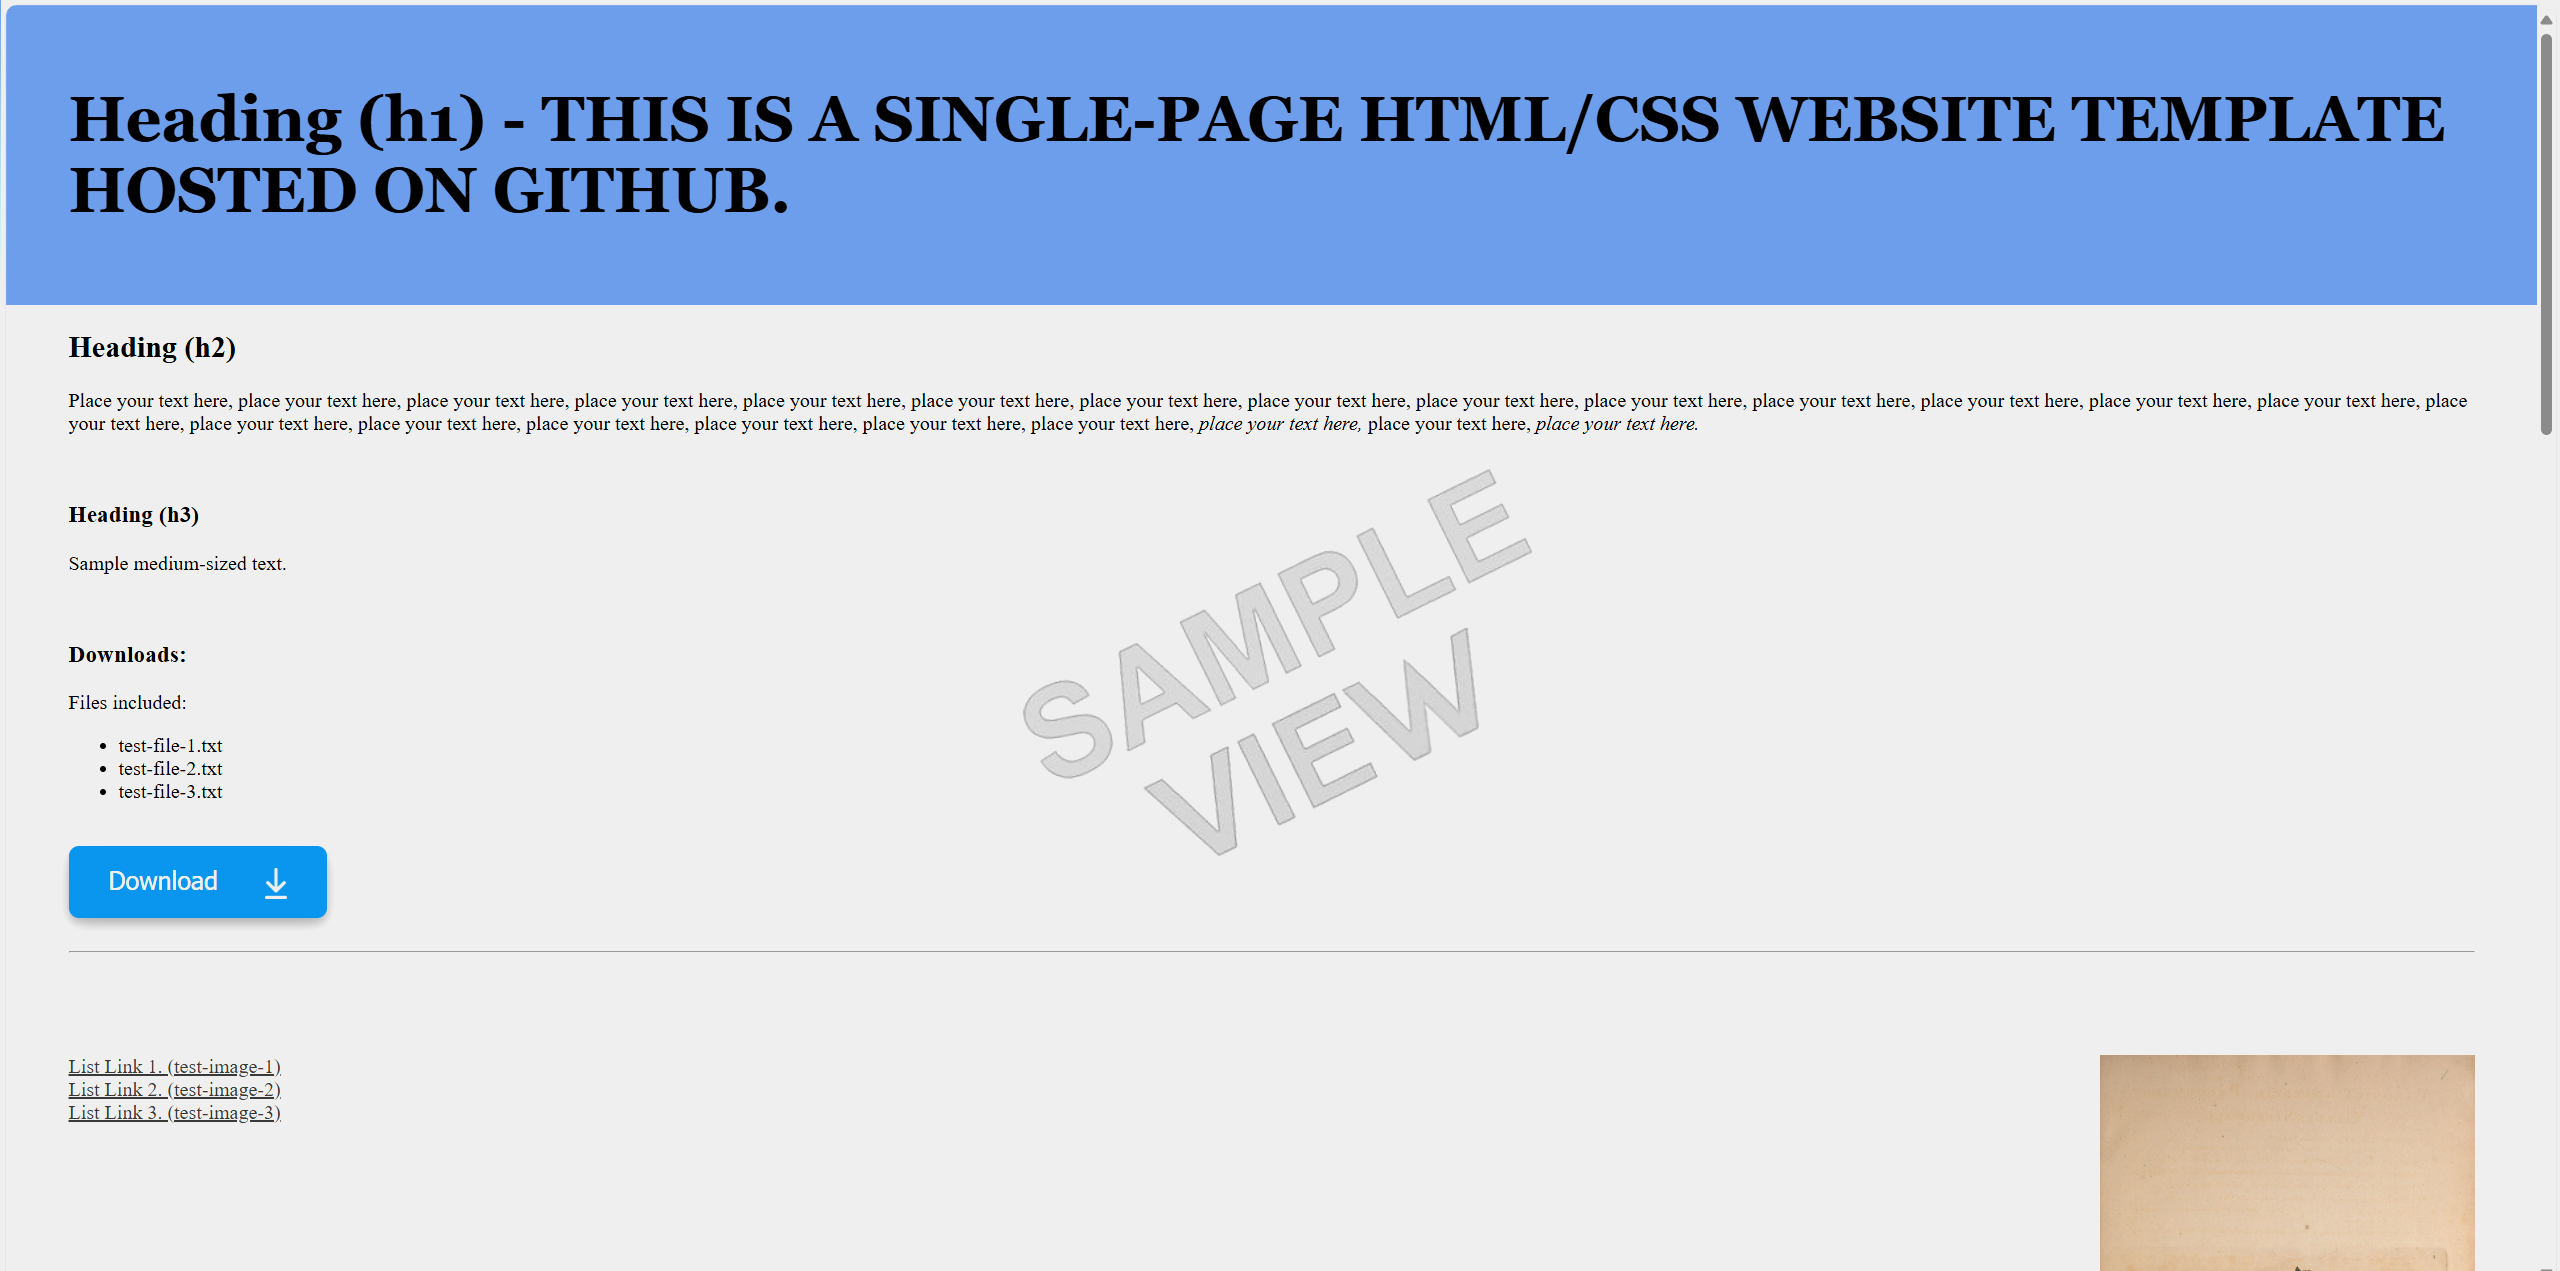 Heading (h1) - THIS IS A SINGLE-PAGE HTML/CSS WEBSITE TEMPLATE
HOSTED ON GITHUB.
Heading (h2)
Place your text here, place your text here, place your text here, place your text here, place your text here, place your text here, place your text here, place your text here, place your text here, place your text here, place your text here, place your text here, place your text here, place your text here, place
your text here, place your text here, place your text here, place your text here, place your text here, place your text here, place your text here, place your text here, place your text here, place your text here.
Heading (h3)
Sample medium-sized text.
SAMPLE
VIEW
Downloads:
Files included:
• test-file-1.txt
• test-file-2.txt
• test-file-3.txt
Download
List Link 1. (test-image-1)
List Link 2. (test-image-2)
List Link 3. (test-image-3)